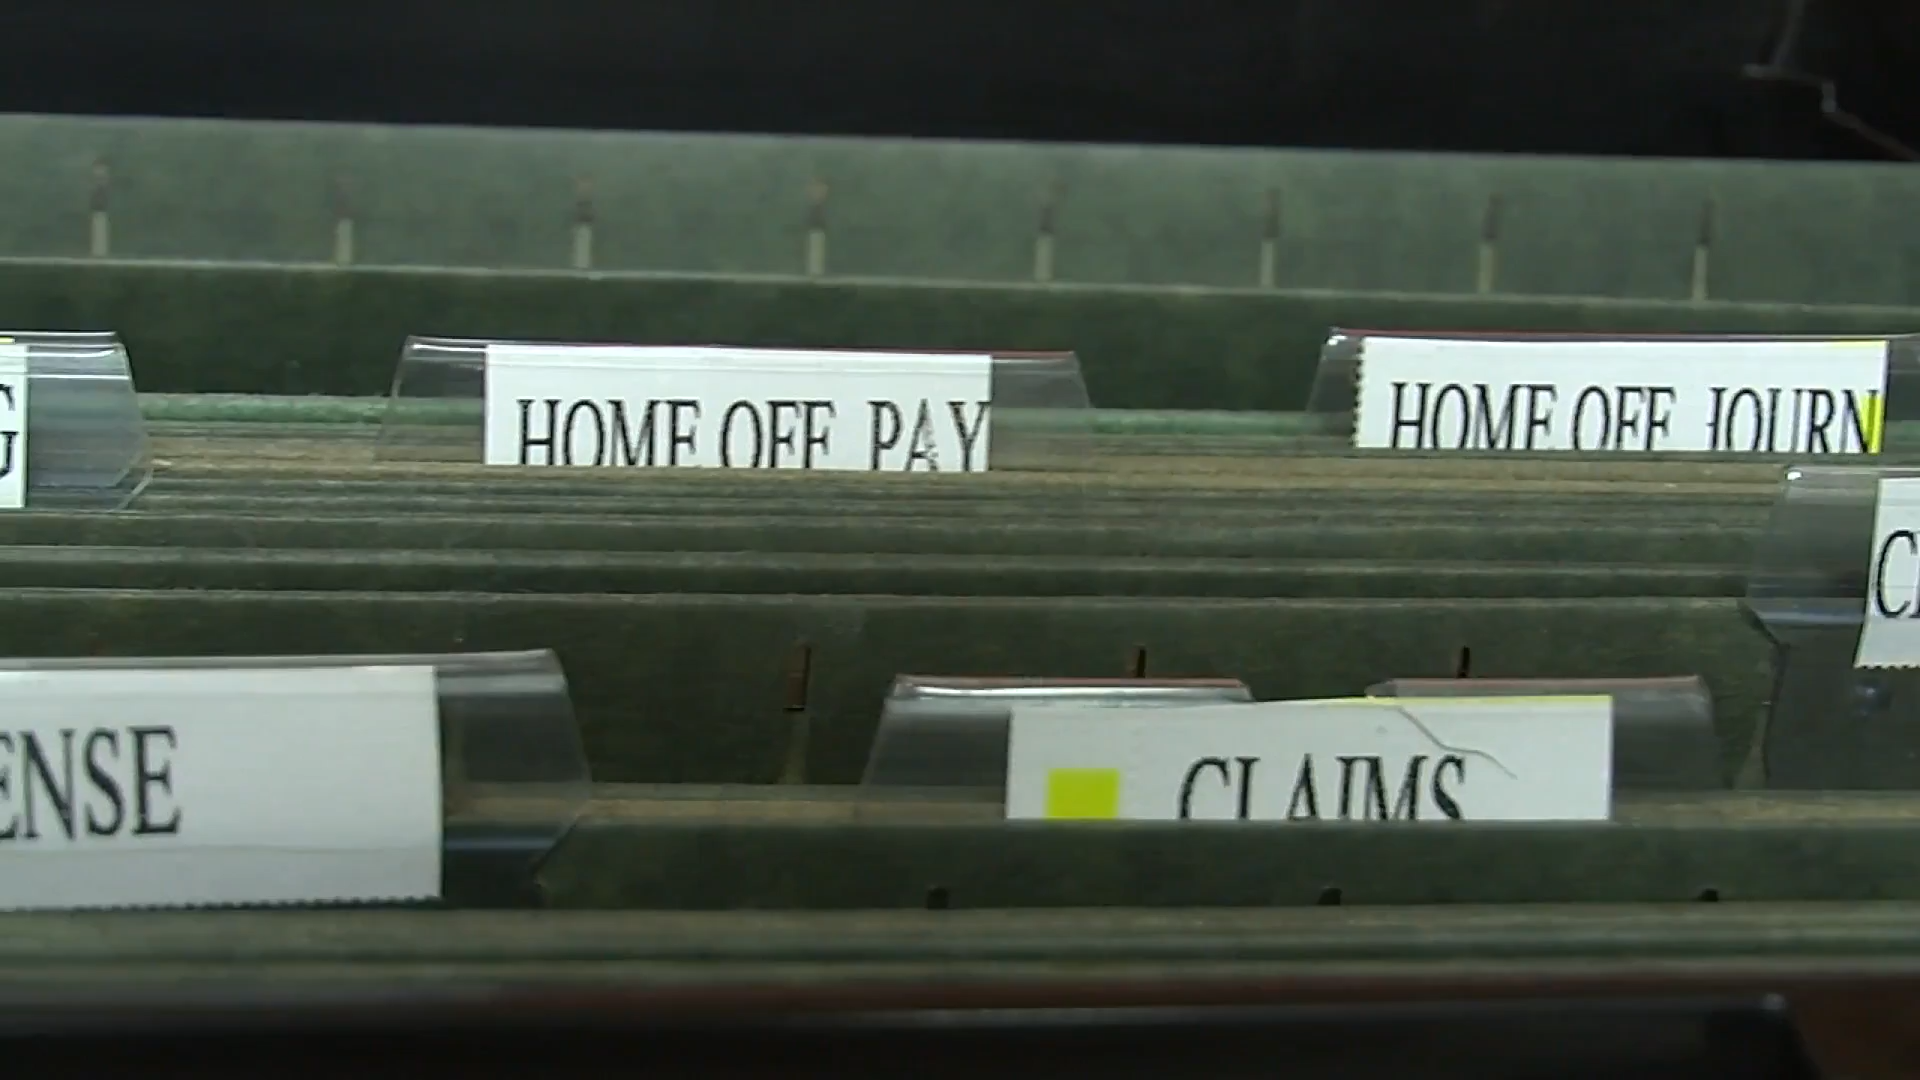 G
HOME OFF PAY
HOME OFF JOURN
C
ENSE
CLAIMS